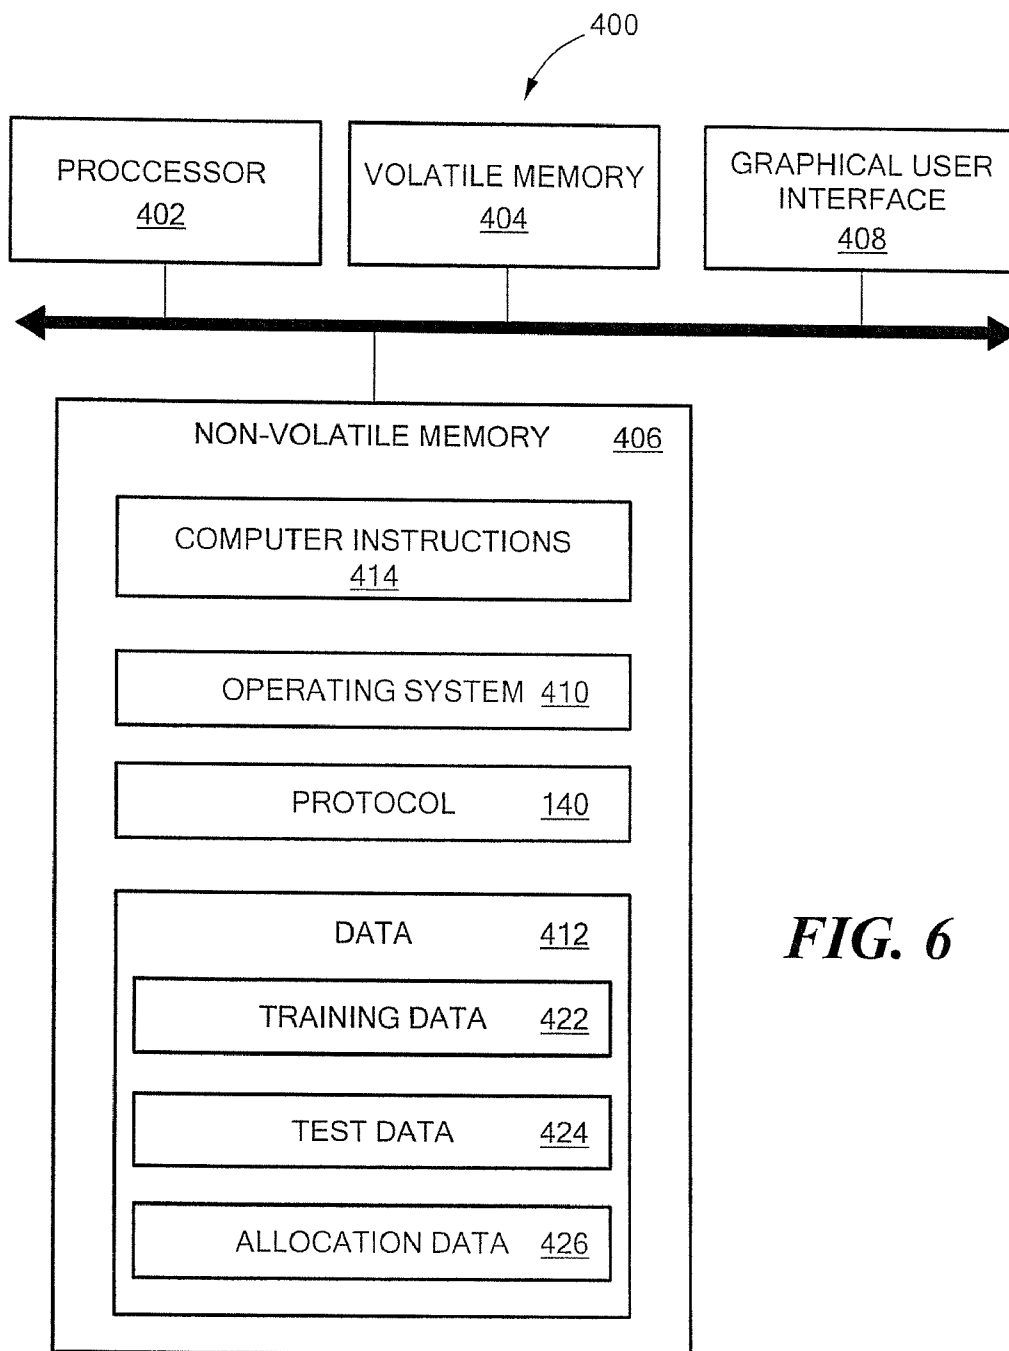 400
PROCCESSOR
402
VOLATILE MEMORY
404
GRAPHICAL USER
INTERFACE
408
NON-VOLATILE MEMORY 406
COMPUTER INSTRUCTIONS
414
OPERATING SYSTEM 410
PROTOCOL 140
DATA 412
TRAINING DATA 422
TEST DATA 424
ALLOCATION DATA 426
FIG. 6